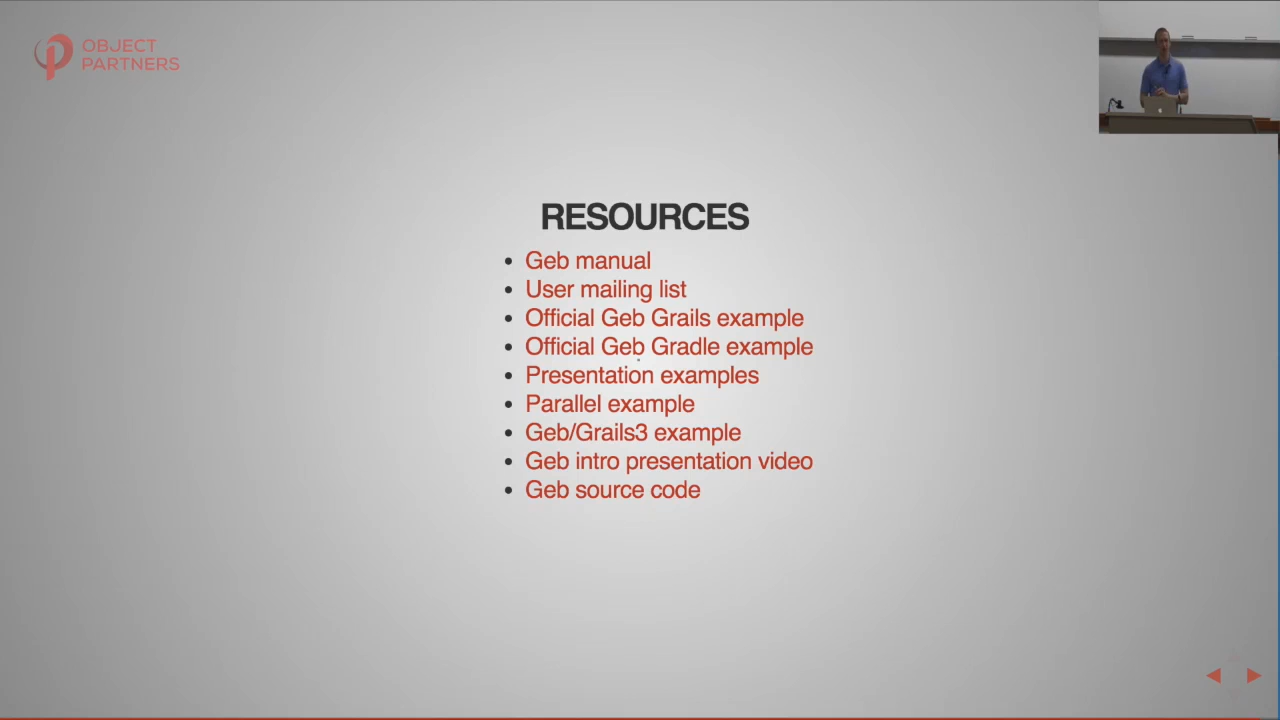 OBJECT
PARTNERS
RESOURCES
Geb manual
User mailing list
Official Geb Grails example
Official Geb Gradle example
Presentation examples
Parallel example
Geb/Grails3 example
Geb intro presentation video
Geb source code